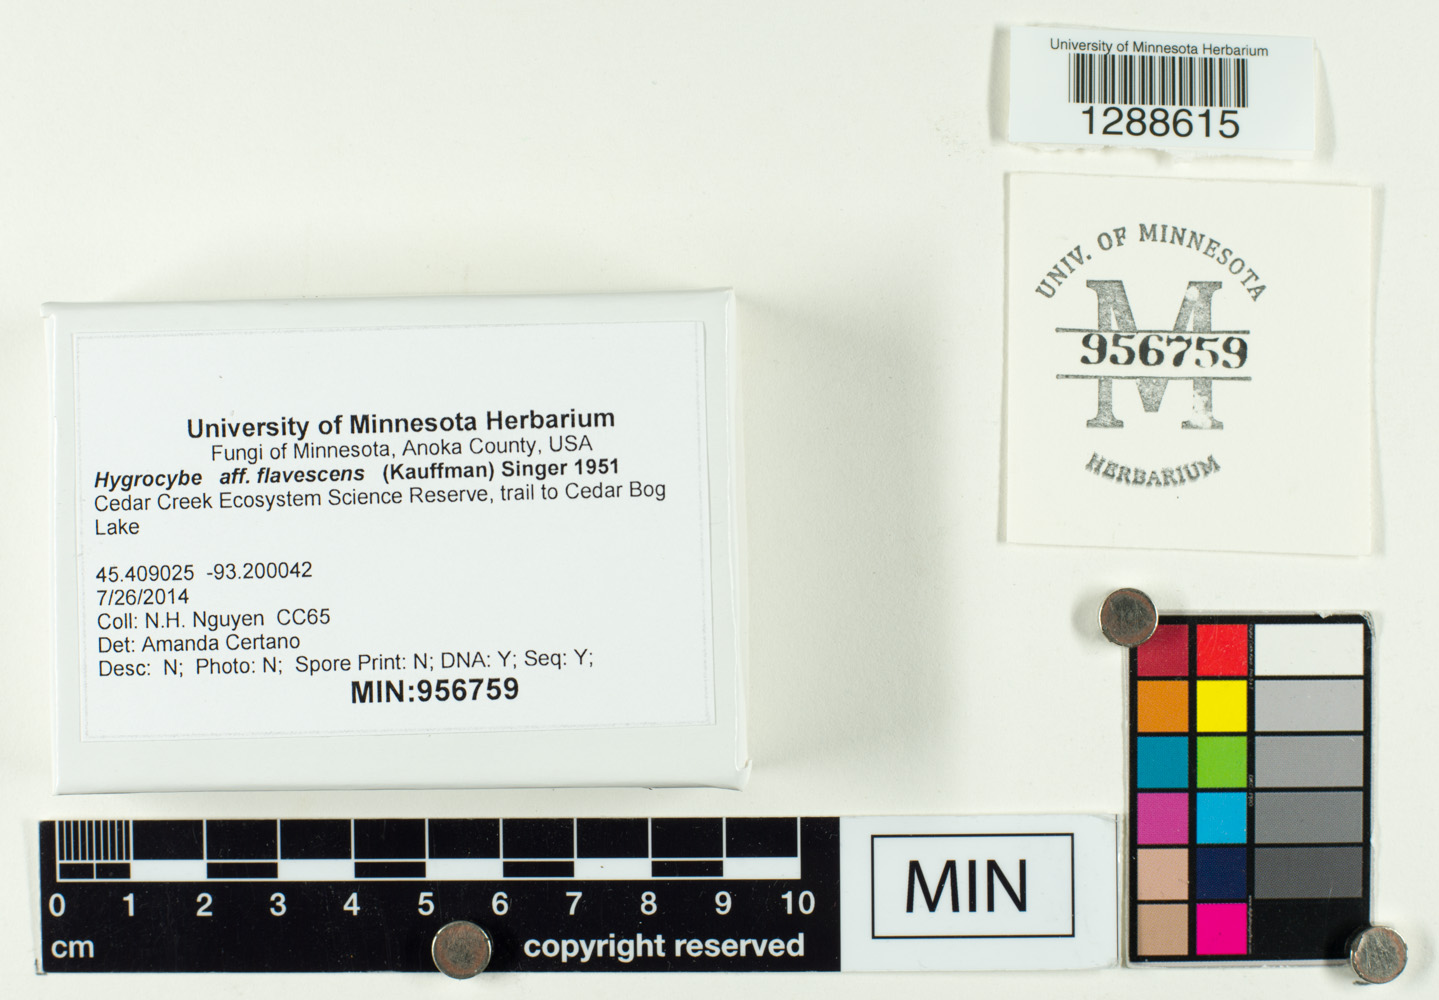 University of Minnesota Herbarium
1288615
UNIV. OF MINNESOTA
M
956759
HERBARIUM
University of Minnesota Herbarium
Fungi of Minnesota, Anoka County, USA
Hygrocybe aff. flavescens (Kauffman) Singer 1951
Cedar Creek Ecosystem Science Reserve, trail to Cedar Bog
Lake
45.409025 -93.200042
7/26/2014
Coll: N.H. Nguyen CC65
Det: Amanda Certano
Desc: N; Photo: N; Spore Print: N; DNA: Y; Seq: Y;
MIN:956759
0 1 2 3 4 5 6 7 8 9 10
cm
copyright reserved
MIN